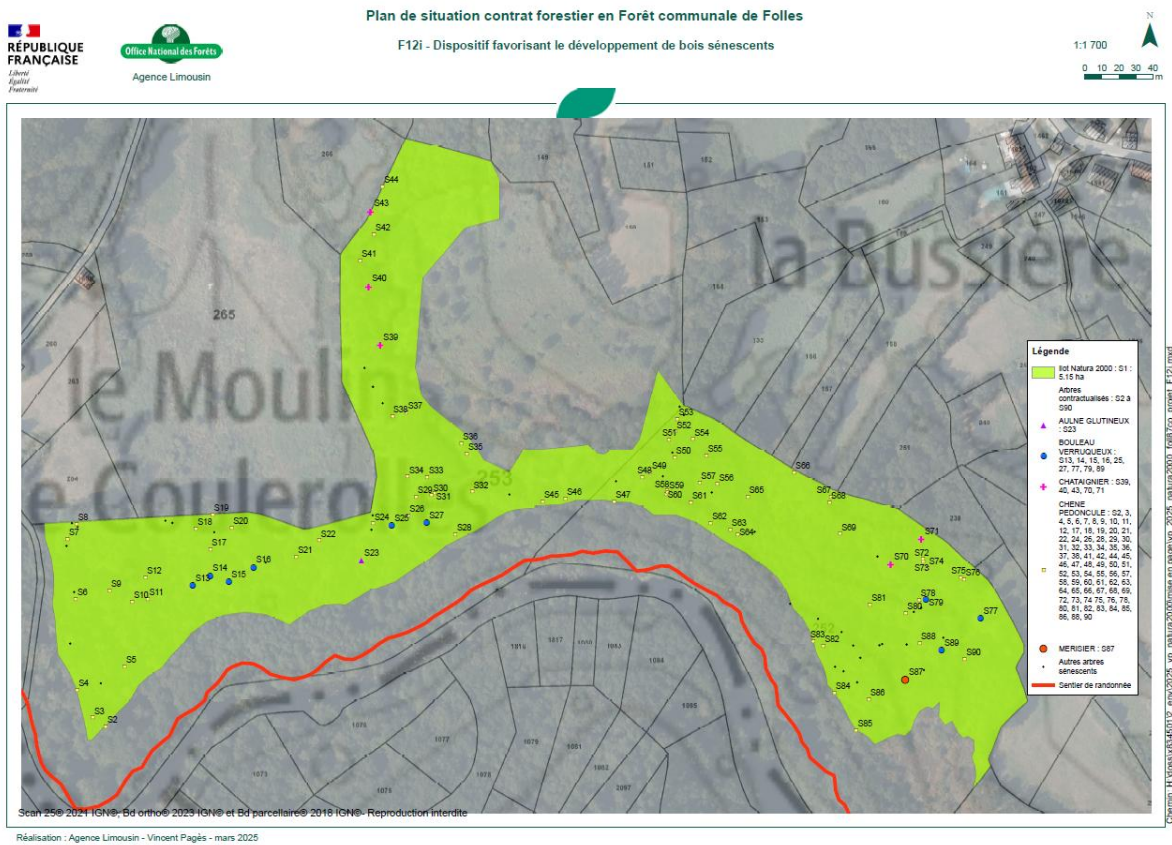 Plan de situation contrat forestier en Forêt communale de Folles
F12i - Dispositif favorisant le développement de bois sénescents
RÉPUBLIQUE
FRANÇAISE
Liberté
Égalité
Fraternité
Office National des Forêts
Agence Limousin
N
1:1 700
0 10 20 30 40
m
la Bussière
le Moulin
e Coulerol
265
253
252
S44
S43
S42
S41
S40
S39
S38 S37
S36
S35
S34 S33
S32
S29 S30
S31
S26
S24 S25 S27
S28
S23
S22
S21
S19
S18 S20
S17
S16
S14
S13 S15
S12
S9
S10 S11
S8
S7
S6
S5
S4
S3
S2
S45 S46
S47
S48 S49
S50
S51
S52
S53
S54
S55
S57 S56
S58 S59
S60 S61
S62
S63
S64
S65
S66
S67
S68
S69
S70
S71
S72
S73
S74
S75
S76
S77
S78
S79
S80
S81
S82
S83
S84
S85
S86
S87
S88
S89
S90
Légende
Ilot Natura 2000 : S1 :
5.15 ha
Arbres
contractualisés : S2 à
S90
AULNE GLUTINEUX
: S23
BOULEAU
VERRUQUEUX :
S13, 14, 15, 16, 25,
27, 77, 79, 89
CHATAIGNIER : S39,
40, 43, 70, 71
CHENE
PEDONCULE : S2, 3,
4, 5, 6, 7, 8, 9, 10, 11,
12, 17, 18, 19, 20, 21,
22, 24, 26, 28, 29, 30,
31, 32, 33, 34, 35, 36,
37, 38, 41, 42, 44, 45,
46, 47, 48, 49, 50, 51,
52, 53, 54, 55, 56, 57,
58, 59, 60, 61, 62, 63,
64, 65, 66, 67, 68, 69,
72, 73, 74, 75, 76, 78,
80, 81, 82, 83, 84, 85,
86, 88, 90
MERISIER : S87
Autres arbres
sénescents
Sentier de randonnée
Scan 25® 2021 IGN®, Bd ortho® 2023 IGN® et Bd parcellaire® 2018 IGN®- Reproduction interdite
Réalisation : Agence Limousin - Vincent Pagès - mars 2025